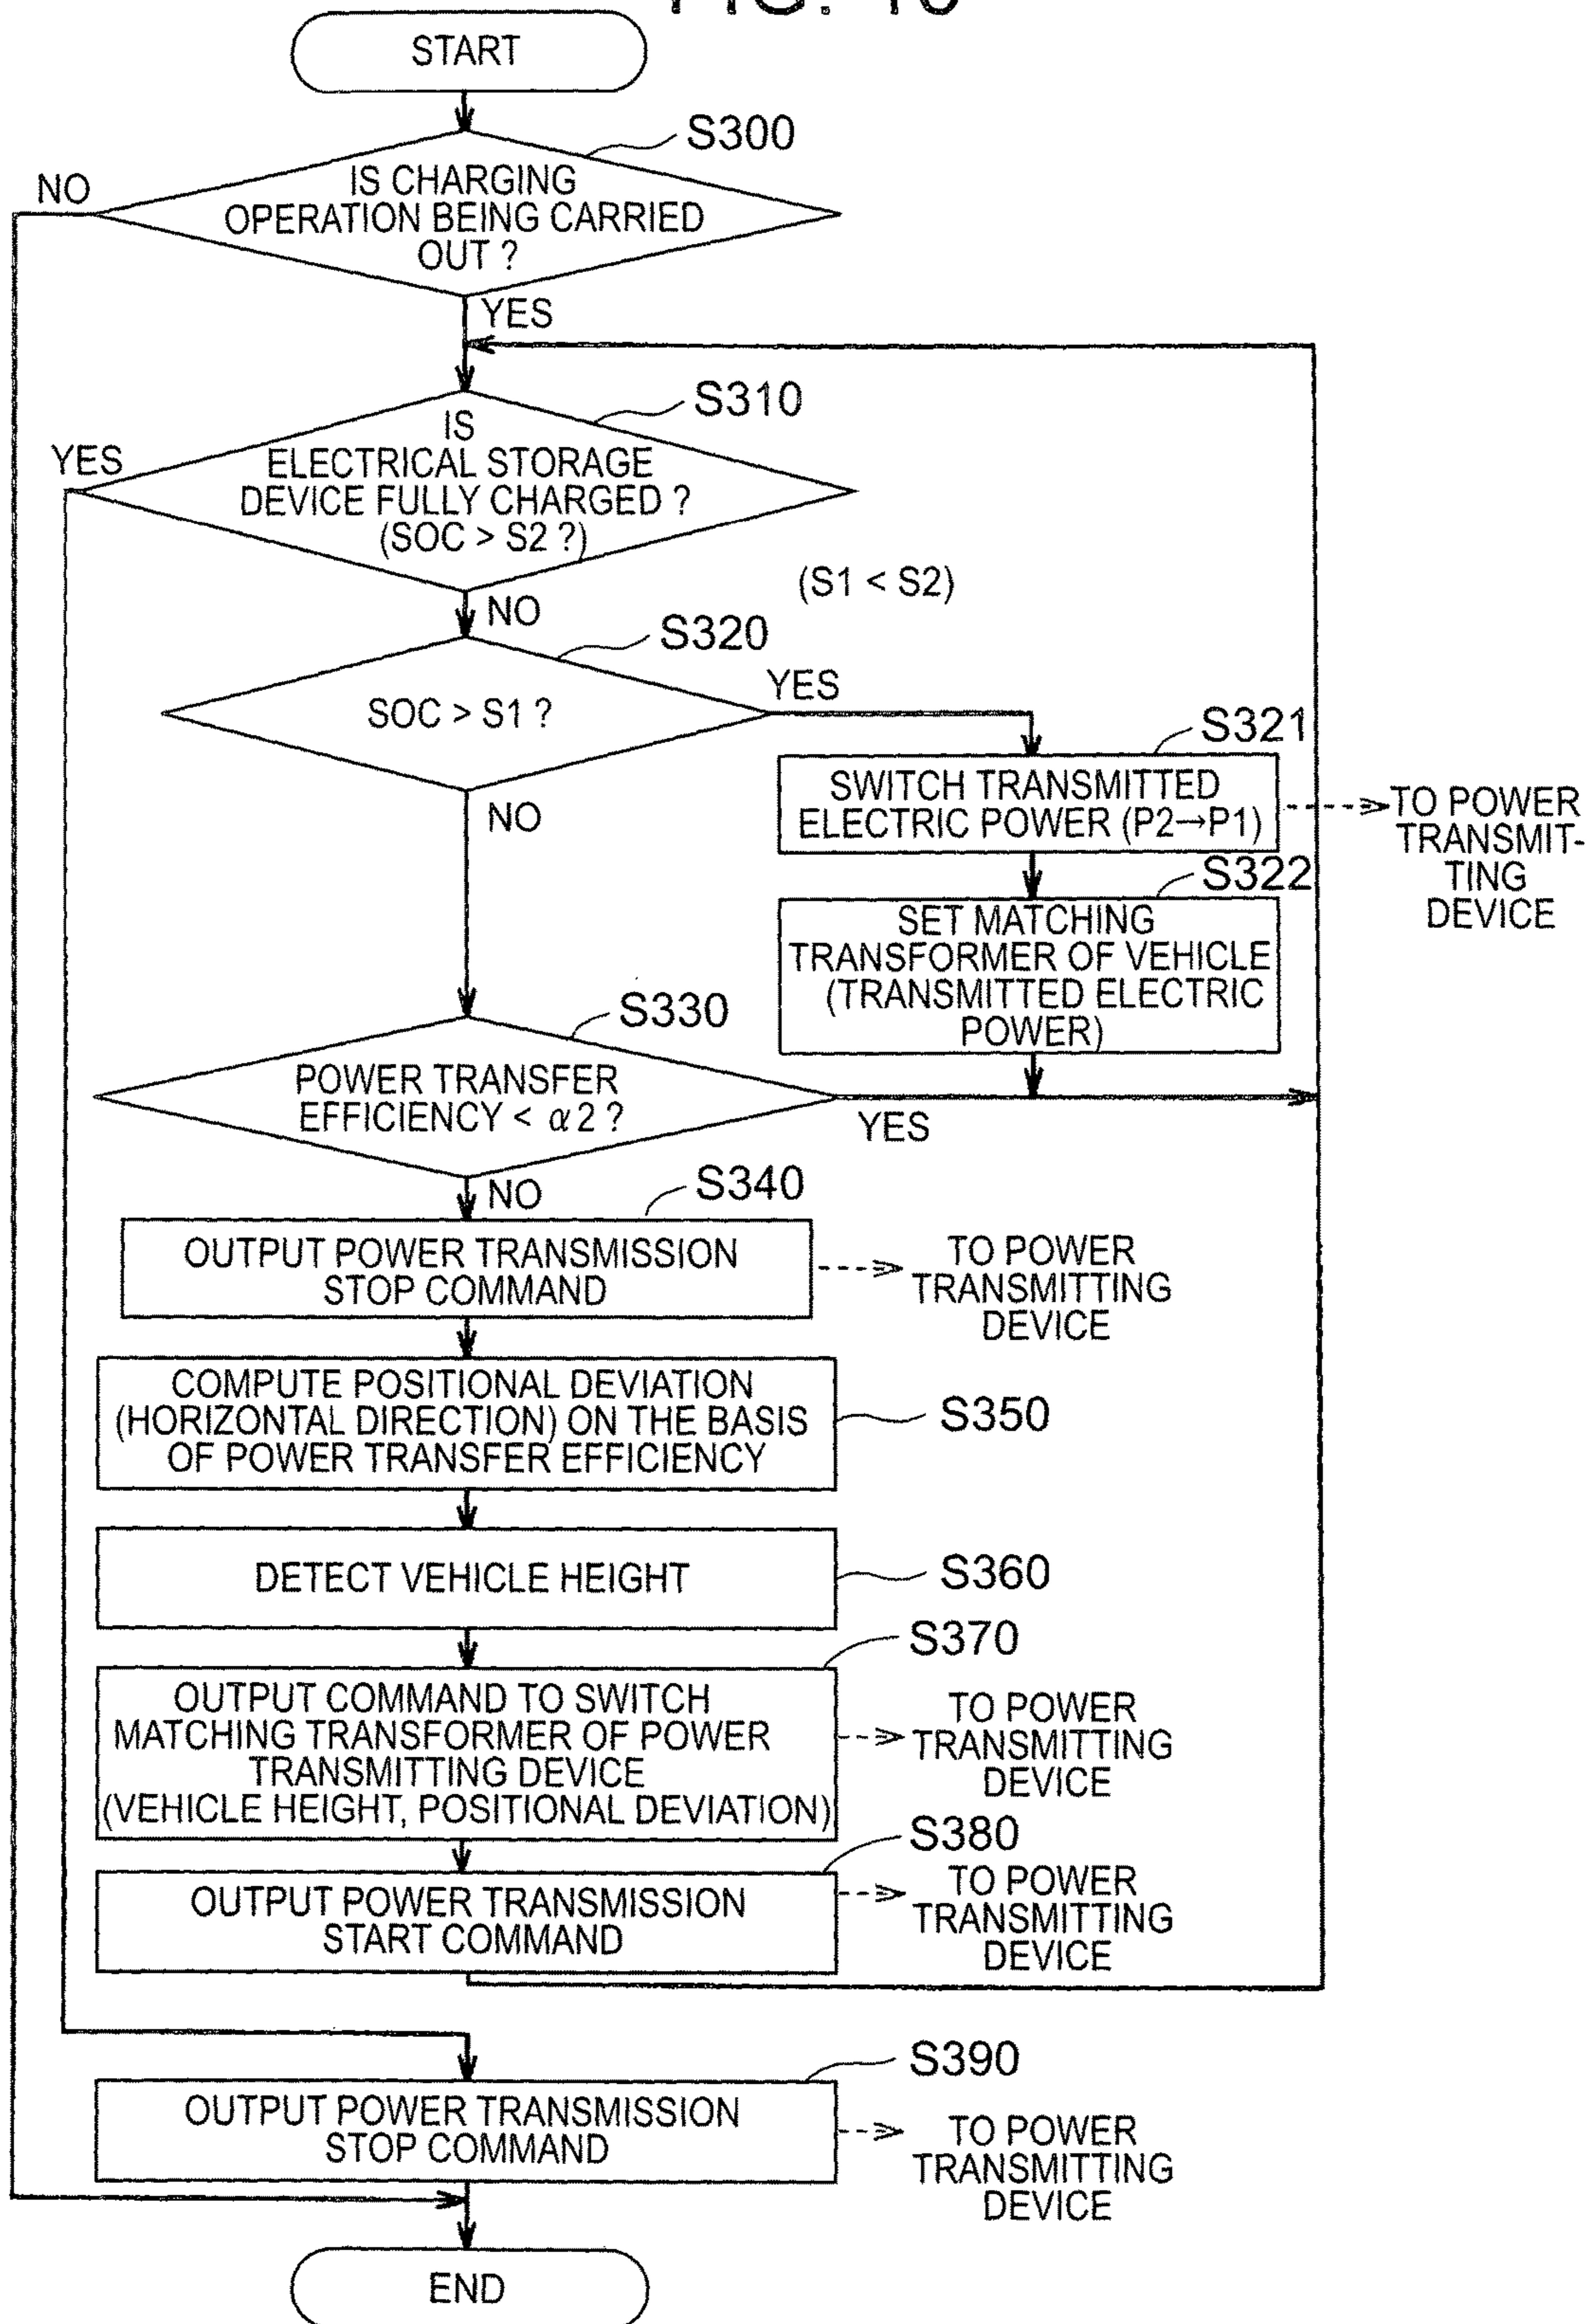 START
S300
NO
IS CHARGING
OPERATION BEING CARRIED
OUT ?
YES
S310
YES
IS
ELECTRICAL STORAGE
DEVICE FULLY CHARGED ?
(SOC > S2 ?)
(S1 < S2)
NO
S320
YES
SOC > S1 ?
NO
S321
SWITCH TRANSMITTED
ELECTRIC POWER (P2→P1)
TO POWER
TRANSMIT-
TING
DEVICE
S322
SET MATCHING
TRANSFORMER OF VEHICLE
(TRANSMITTED ELECTRIC
POWER)
S330
POWER TRANSFER
EFFICIENCY < α2 ?
YES
NO
S340
OUTPUT POWER TRANSMISSION
STOP COMMAND
TO POWER
TRANSMITTING
DEVICE
COMPUTE POSITIONAL DEVIATION
(HORIZONTAL DIRECTION) ON THE BASIS
OF POWER TRANSFER EFFICIENCY
S350
DETECT VEHICLE HEIGHT
S360
S370
OUTPUT COMMAND TO SWITCH
MATCHING TRANSFORMER OF POWER
TRANSMITTING DEVICE
(VEHICLE HEIGHT, POSITIONAL DEVIATION)
TO POWER
TRANSMITTING
DEVICE
S380
OUTPUT POWER TRANSMISSION
START COMMAND
TO POWER
TRANSMITTING
DEVICE
S390
OUTPUT POWER TRANSMISSION
STOP COMMAND
TO POWER
TRANSMITTING
DEVICE
END